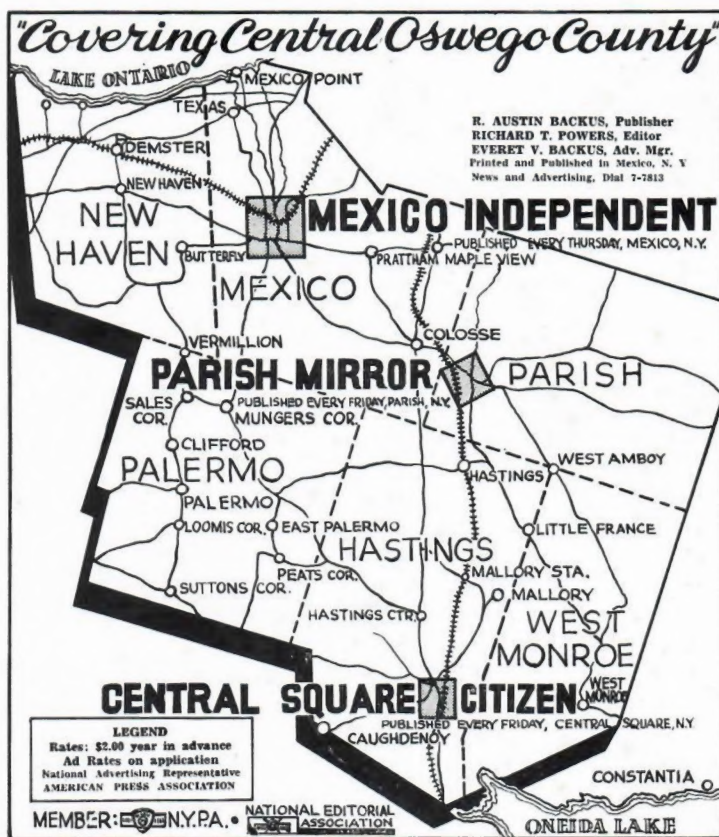 "Covering Central Oswego County"
LAKE ONTARIO
MEXICO POINT
TEXAS
R. AUSTIN BACKUS, Publisher
RICHARD T. POWERS, Editor
EVERET V. BACKUS, Adv. Mgr.
Printed and Published in Mexico, N. Y
News and Advertising, Dial 7-7813
DEMSTER
NEW HAVEN
NEW
HAVEN
MEXICO INDEPENDENT
PUBLISHED EVERY THURSDAY, MEXICO, N.Y.
BUTTERFLY
PRATTHAM
MAPLE VIEW
MEXICO
COLOSSE
VERMILLION
PARISH MIRROR
PARISH
PUBLISHED EVERY FRIDAY, PARISH, N.Y.
SALES
COR.
MUNGERS COR.
CLIFFORD
PALERMO
HASTINGS
WEST AMBOY
PALERMO
LOOMIS COR.
EAST PALERMO
LITTLE FRANCE
HASTINGS
PEATS COR.
MALLORY STA.
SUTTONS COR.
MALLORY
HASTINGS CTR.
WEST
MONROE
WEST
MONROE
CENTRAL SQUARE CITIZEN
PUBLISHED EVERY FRIDAY, CENTRAL SQUARE, N.Y.
CAUGHDENOY
LEGEND
Rates: $2.00 year in advance
Ad Rates on application
National Advertising Representative
AMERICAN PRESS ASSOCIATION
CONSTANTIA
MEMBER: N.Y.P.A. •
NATIONAL EDITORIAL
ASSOCIATION
ONEIDA LAKE